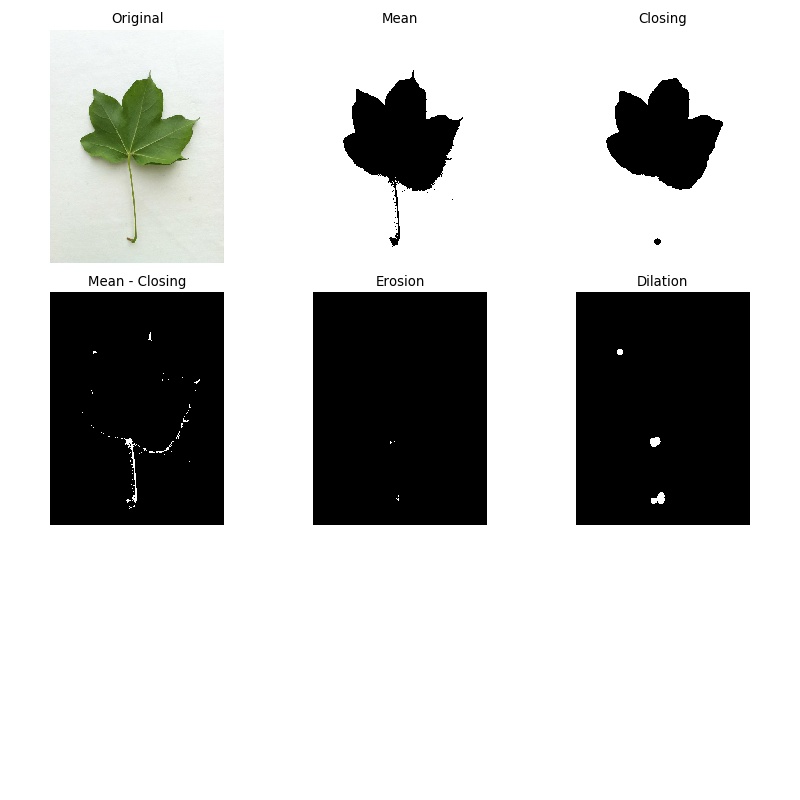 Original
Mean
Closing
Mean - Closing
Erosion
Dilation